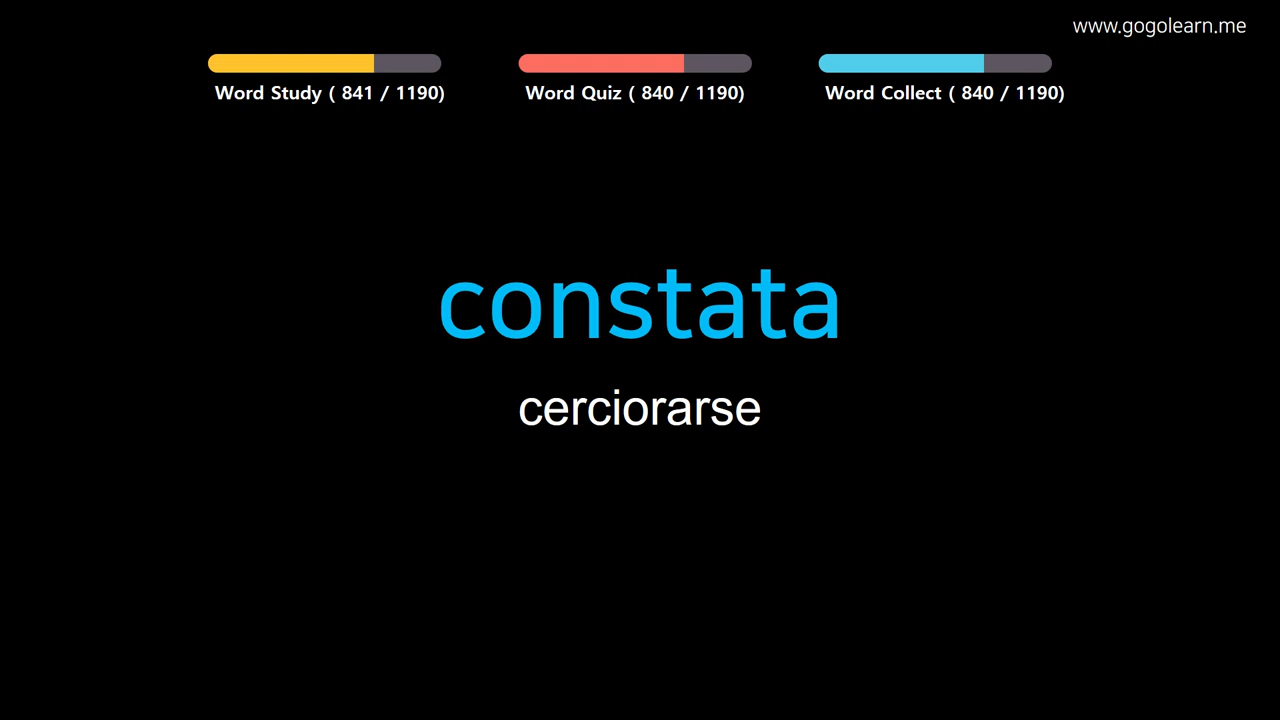 www.gogolearn.me
Word Study ( 841 / 1190)
Word Quiz ( 840 / 1190)
Word Collect ( 840 / 1190)
constata
cerciorarse